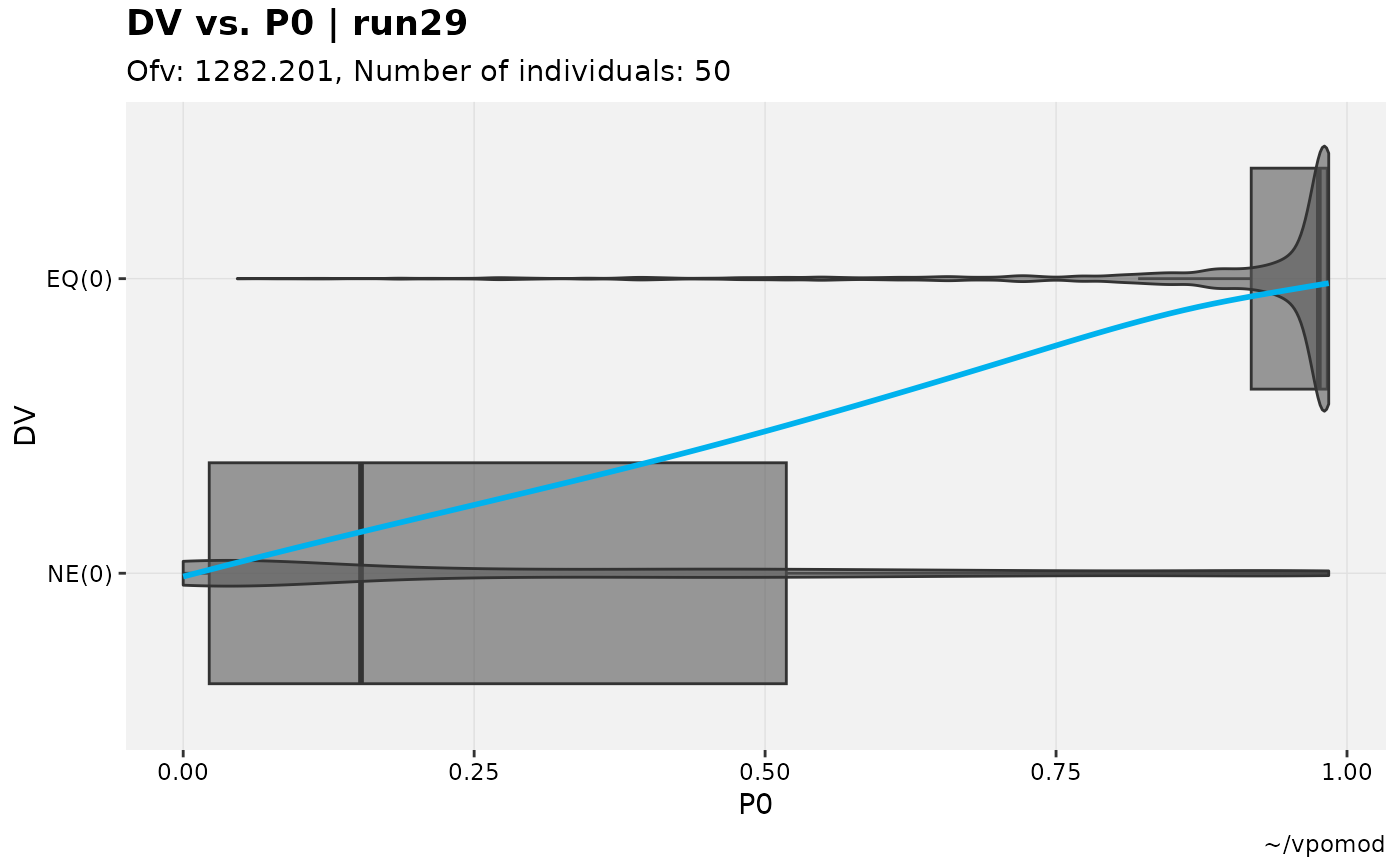 DV vs. P0 | run29
Ofv: 1282.201, Number of individuals: 50
EQ(0)
DV
NE(0)
0.00 0.25 0.50 0.75 1.00
P0
~/vpomod